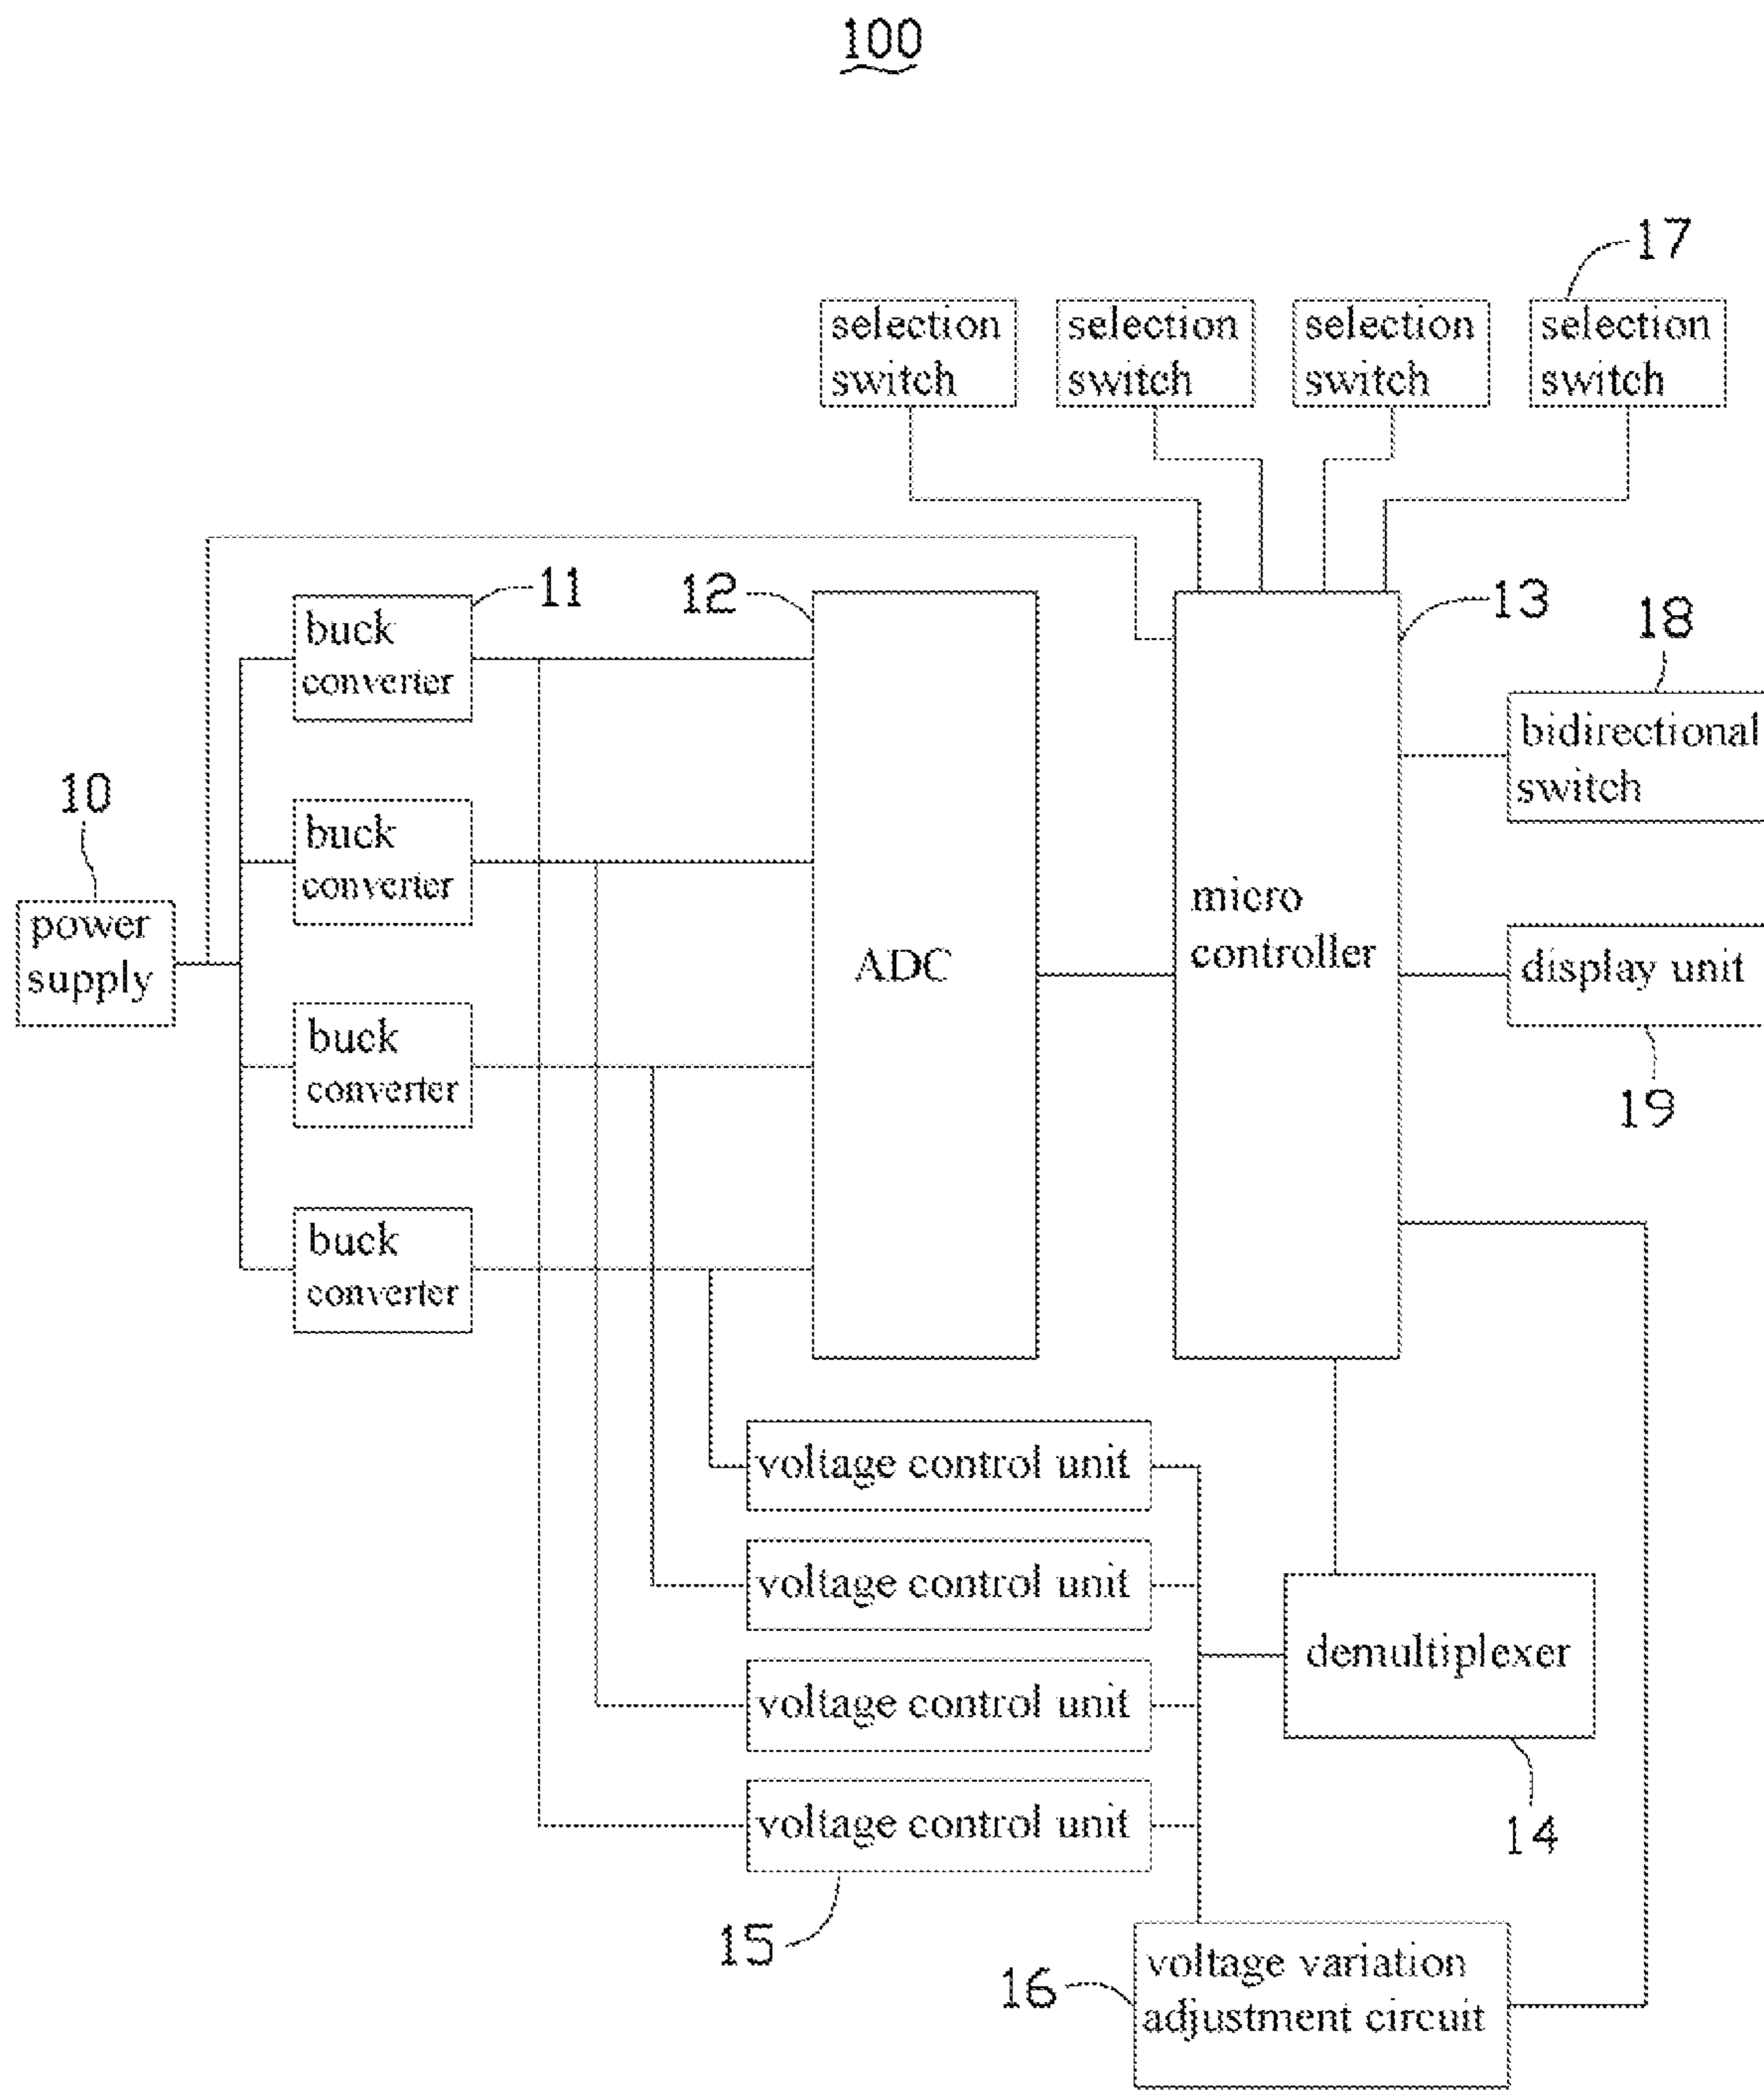 100
17
selection
switch
selection
switch
selection
switch
selection
switch
11
12
13
18
buck
converter
bidirectional
switch
10
buck
converter
power
supply
micro
controller
ADC
display unit
19
buck
converter
buck
converter
voltage control unit
voltage control unit
demultiplexer
voltage control unit
14
voltage control unit
15
16
voltage variation
adjustment circuit